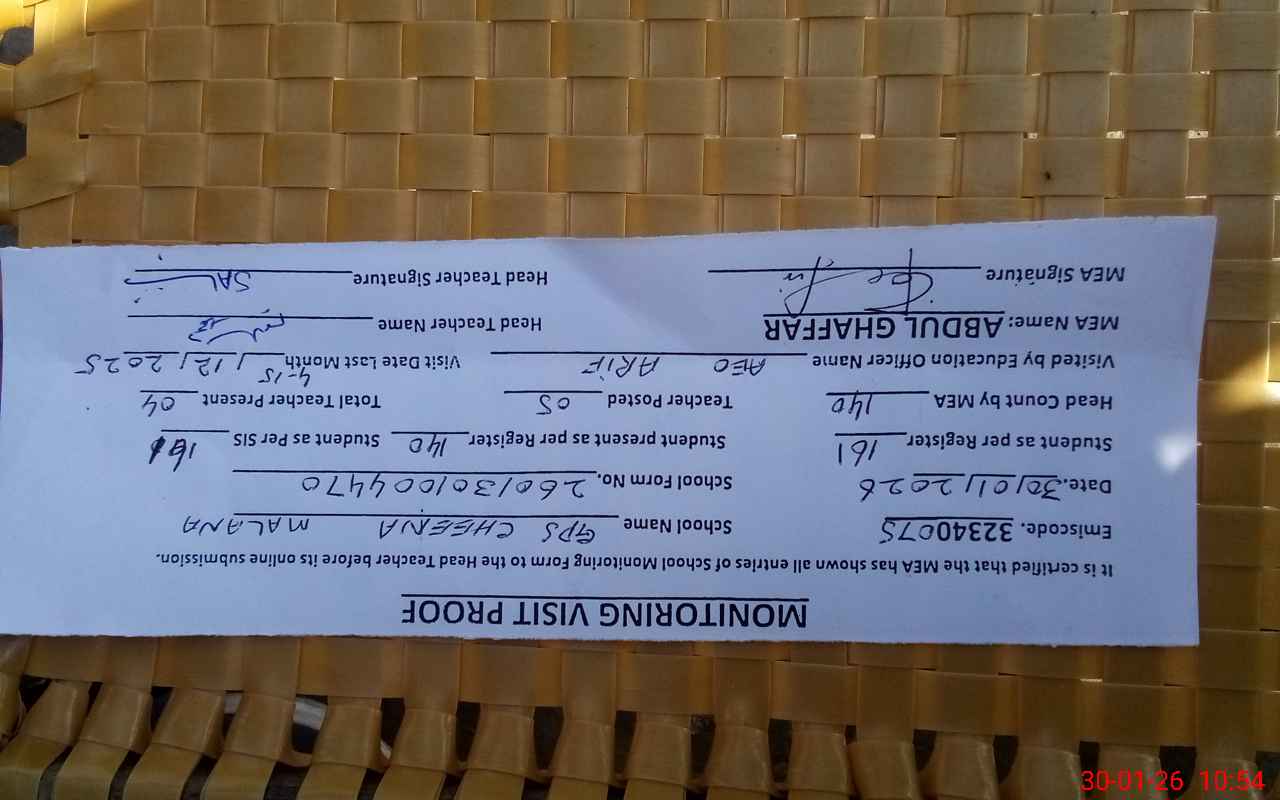 MONITORING VISIT PROOF
It is certified that the MEA has shown all entries of School Monitoring Form to the Head Teacher before its online submission.
Emiscode. 32340075 School Name GPS CHEENA MALANA
Date. 30/01/2026 School Form No. 2601301004470
Student as per Register 161 Student present as per Register 140 Student as Per SIS 161
Head Count by MEA 140 Teacher Posted 05 Total Teacher Present 04
Visited by Education Officer Name AEO ARIF Visit Date Last Month 4-15/12/2025
MEA Name: ABDUL GHAFFAR Head Teacher Name
MEA Signature Head Teacher Signature
30-01-26 10:54